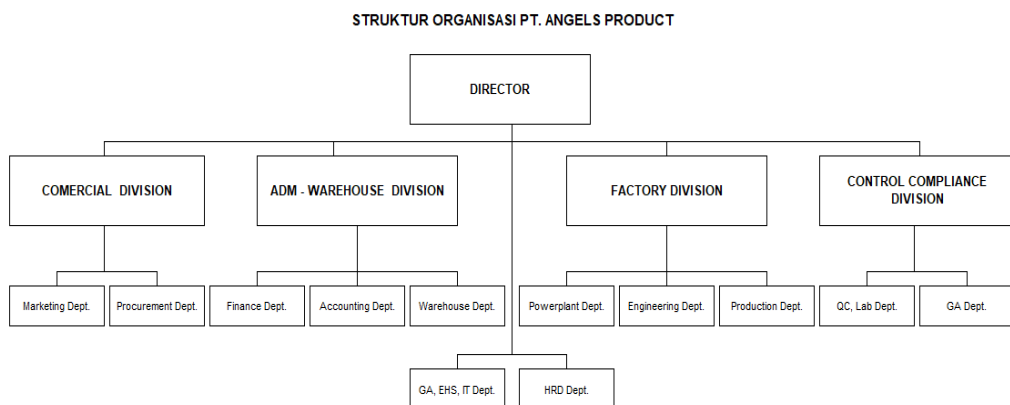 STRUKTUR ORGANISASI PT. ANGELS PRODUCT
DIRECTOR
COMERCIAL DIVISION
ADM - WAREHOUSE DIVISION
FACTORY DIVISION
CONTROL COMPLIANCE
DIVISION
Marketing Dept.
Procurement Dept.
Finance Dept.
Accounting Dept.
Warehouse Dept.
Powerplant Dept.
Engineering Dept.
Production Dept.
QC, Lab Dept.
GA Dept.
GA, EHS, IT Dept.
HRD Dept.